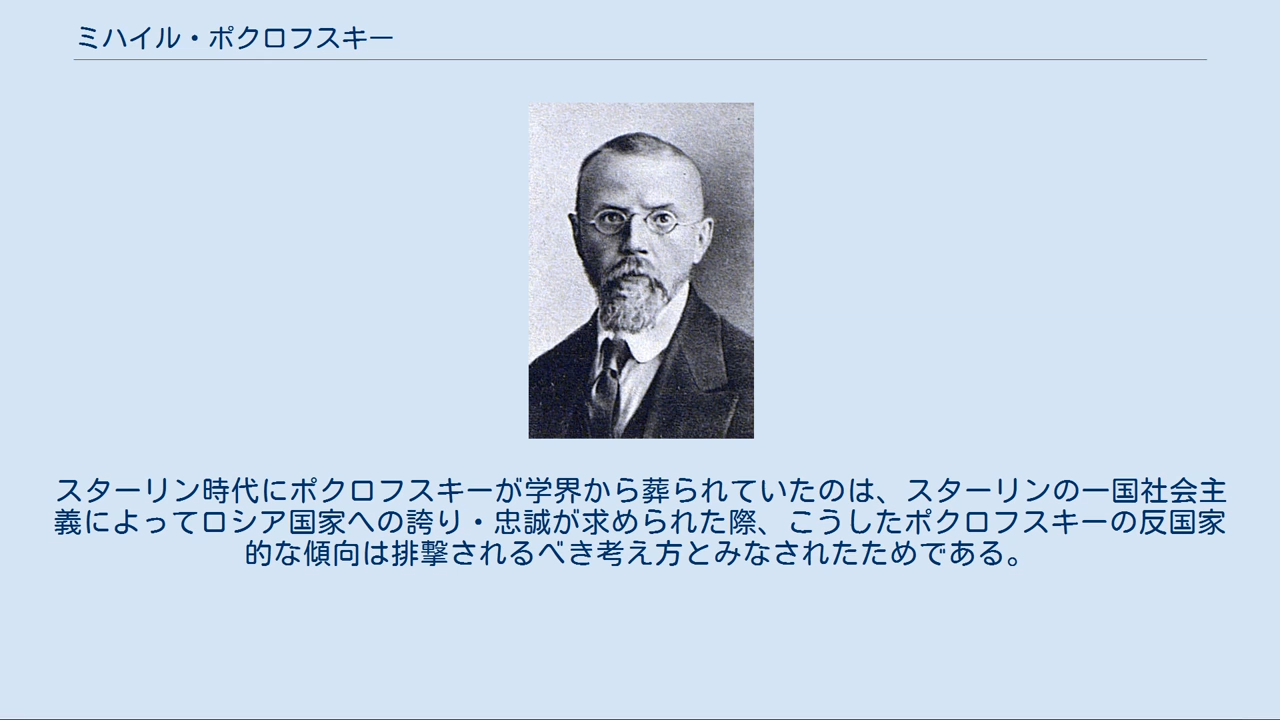 ミハイル・ポクロフスキー
スターリン時代にポクロフスキーが学界から葬られていたのは、スターリンの一国社会主
義によってロシア国家への誇り・忠誠が求められた際、こうしたポクロフスキーの反国家
的な傾向は排撃されるべき考え方とみなされたためである。